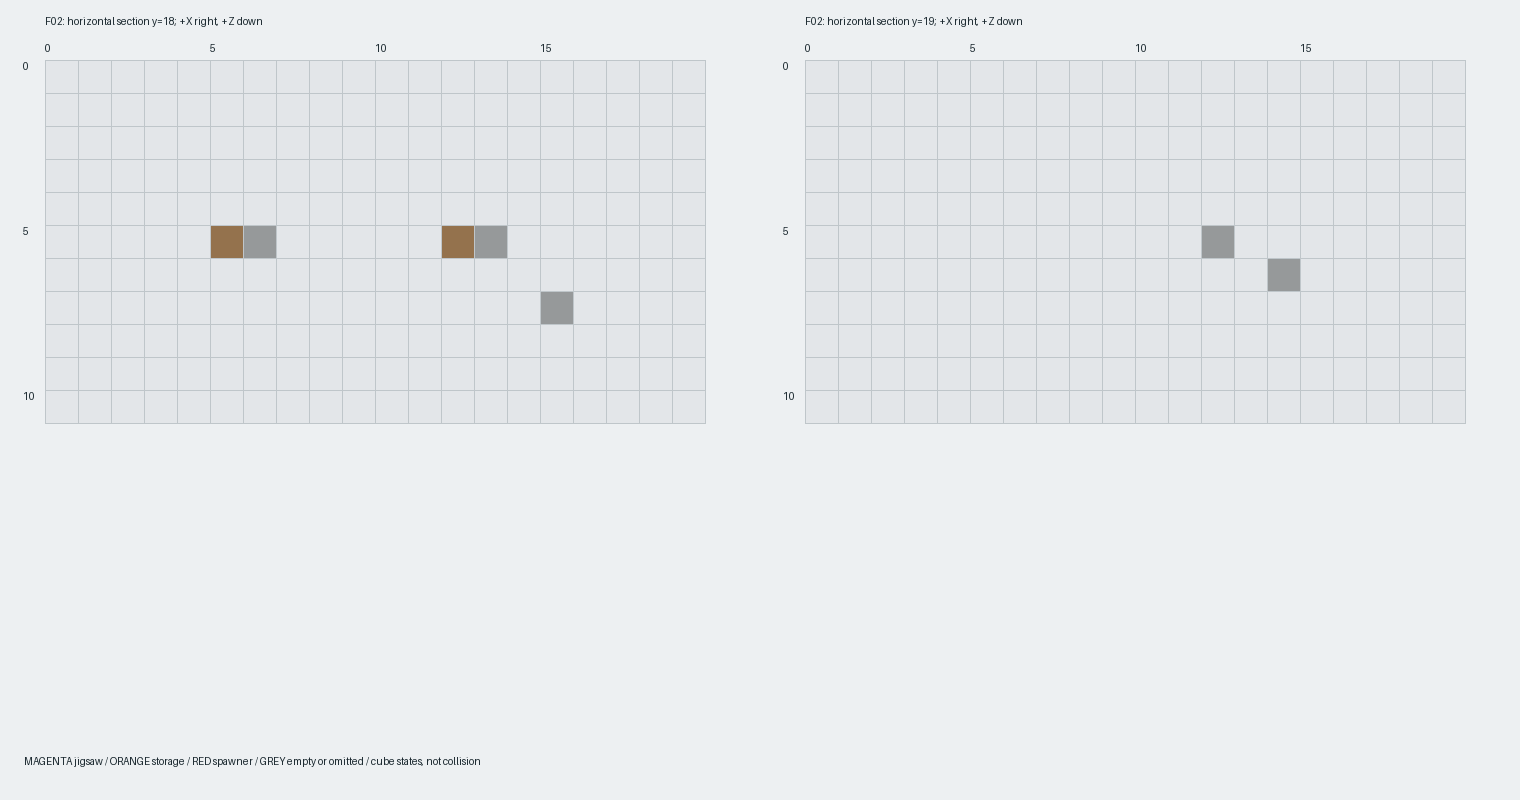 F02: horizontal section y=18; +X right, +Z down
F02: horizontal section y=19; +X right, +Z down
0 5 10 15
0 5 10 15
0
0
5
5
10
10
MAGENTA jigsaw / ORANGE storage / RED spawner / GREY empty or omitted / cube states, not collision